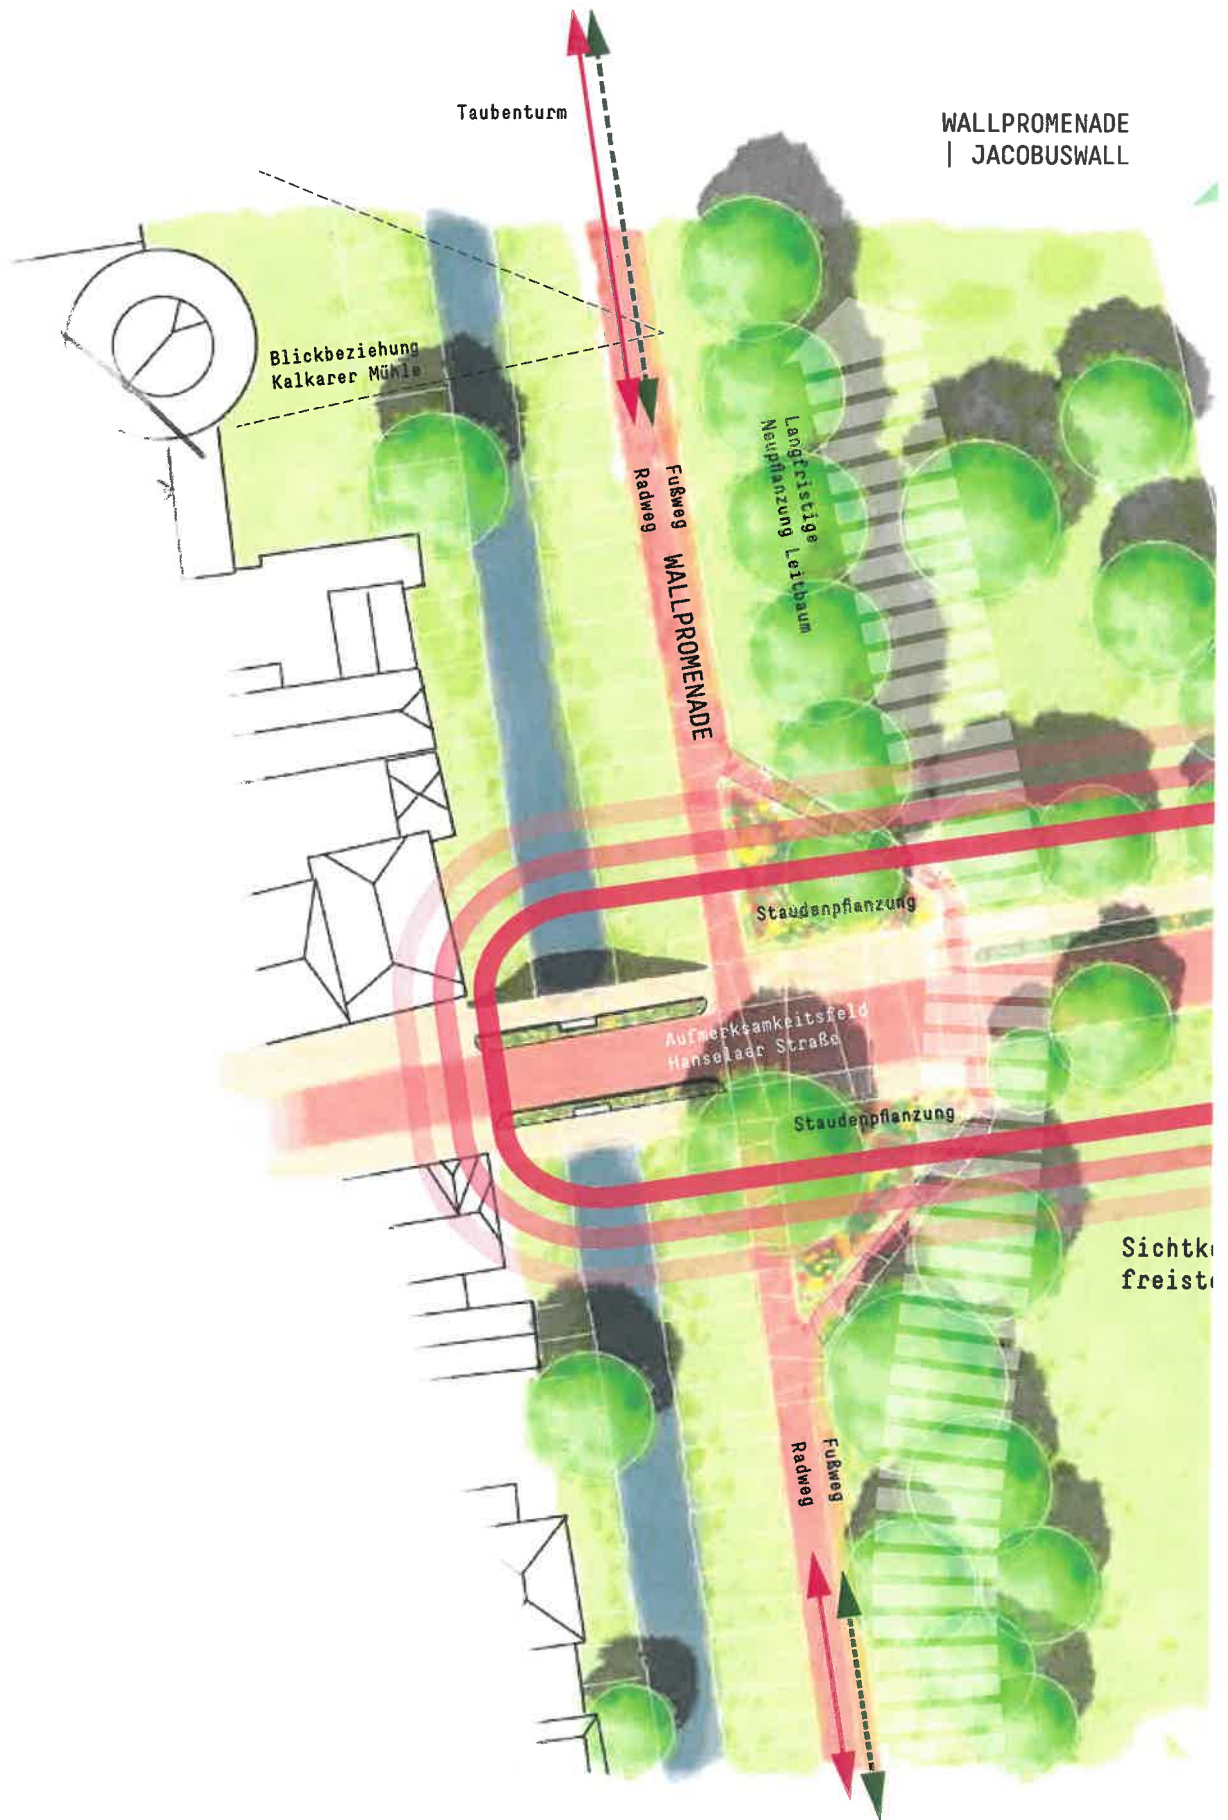 Taubenturm
WALLPROMENADE
| JACOBUSWALL
Blickbeziehung
Kalkarer Mühle
Langfristige
Neupflanzung Leitbaum
Fußweg
Radweg
WALLPROMENADE
Staudenpflanzung
Aufmerksamkeitsfeld
Hanselaer Straße
Staudenpflanzung
Fußweg
Radweg